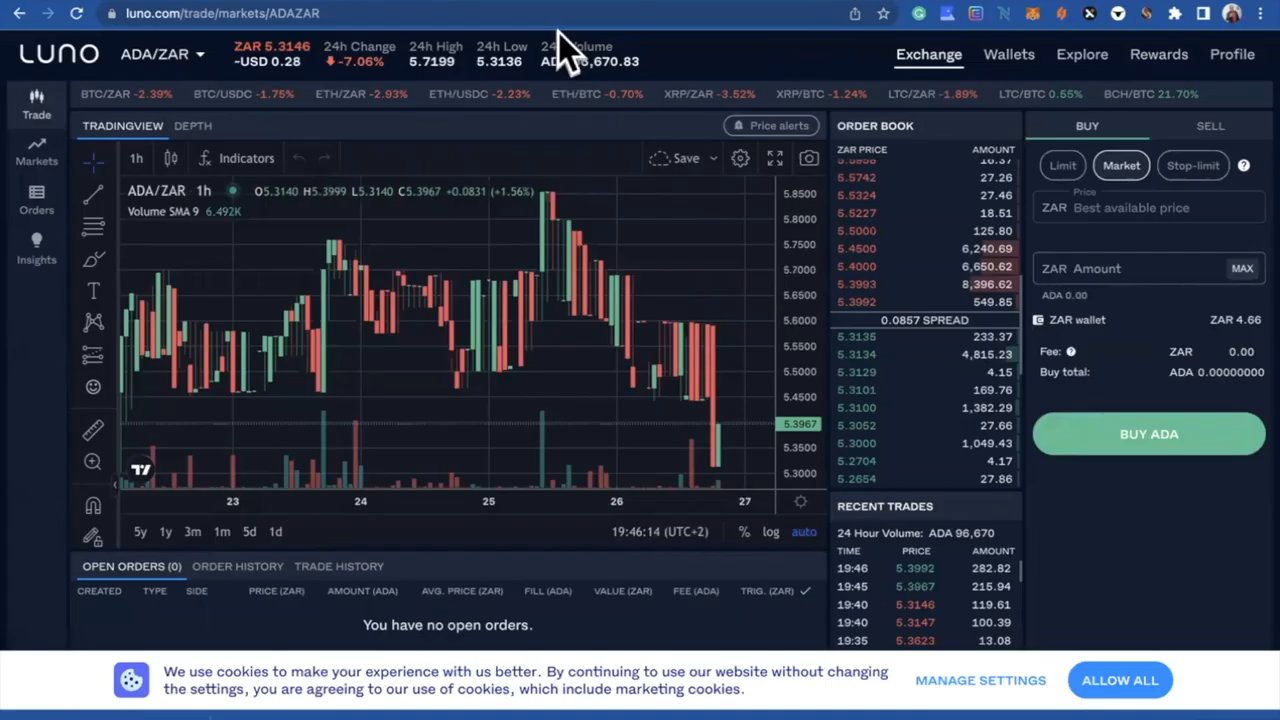 luno.com/trade/markets/ADAZAR
LUNO
ADA/ZAR
ZAR 5.3146
~USD 0.28
24h Change
-7.06%
24h High
5.7199
24h Low
5.3136
Exchange
Wallets
Explore
Rewards
Profile
BTC/ZAR -2.39% BTC/USDC -1.75% ETH/ZAR -2.93% ETH/USDC -2.23% ETH/BTC -0.70% XRP/ZAR -3.52% XRP/BTC -1.24% LTC/ZAR -1.89% LTC/BTC 0.55% BCH/BTC 21.70%
Trade
Markets
Orders
Insights
TRADINGVIEW DEPTH
Price alerts
1h Indicators Save
ADA/ZAR 1h O5.3140 H5.3999 L5.3140 C5.3967 +0.0831 (+1.56%)
Volume SMA 9 6.492K
5.8500
5.8000
5.7500
5.7000
5.6500
5.6000
5.5500
5.5000
5.4500
5.3967
5.3500
5.3000
23 24 25 26 27
5y 1y 3m 1m 5d 1d
19:46:14 (UTC+2) % log auto
OPEN ORDERS (0) ORDER HISTORY TRADE HISTORY
CREATED TYPE SIDE PRICE (ZAR) AMOUNT (ADA) AVG. PRICE (ZAR) FILL (ADA) VALUE (ZAR) FEE (ADA) TRIG. (ZAR)
You have no open orders.
ORDER BOOK
ZAR PRICE AMOUNT
5.5742 27.26
5.5324 27.46
5.5227 18.51
5.5000 125.80
5.4500 6,240.69
5.4000 6,650.62
5.3993 8,396.62
5.3992 549.85
0.0857 SPREAD
5.3135 233.37
5.3134 4,815.23
5.3129 4.15
5.3101 169.76
5.3100 1,382.29
5.3052 27.66
5.3000 1,049.43
5.2704 4.17
5.2654 27.86
RECENT TRADES
24 Hour Volume: ADA 96,670
TIME PRICE AMOUNT
19:46 5.3992 282.82
19:45 5.3967 215.94
19:40 5.3146 119.61
19:40 5.3147 100.39
19:35 5.3623 13.08
BUY SELL
Limit Market Stop-limit
Price
ZAR Best available price
ZAR Amount MAX
ADA 0.00
ZAR wallet ZAR 4.66
Fee: ZAR 0.00
Buy total: ADA 0.00000000
BUY ADA
We use cookies to make your experience with us better. By continuing to use our website without changing
the settings, you are agreeing to our use of cookies, which include marketing cookies.
MANAGE SETTINGS
ALLOW ALL